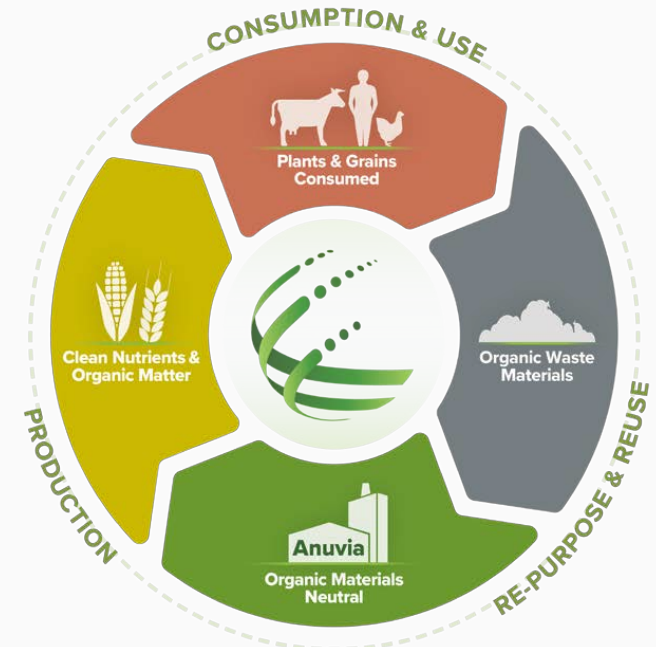 CONSUMPTION & USE
Plants & Grains
Consumed
Organic Waste
Materials
RE-PURPOSE & REUSE
Anuvia
Organic Materials
Neutral
PRODUCTION
Clean Nutrients &
Organic Matter